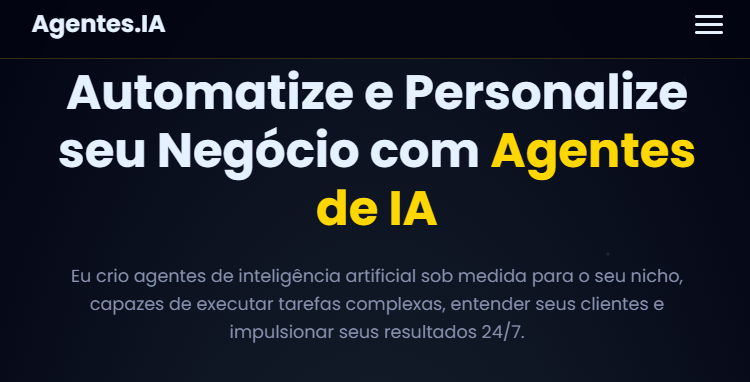 Agentes.IA
Automatize e Personalize
seu Negócio com Agentes
de IA
Eu crio agentes de inteligência artificial sob medida para o seu nicho,
capazes de executar tarefas complexas, entender seus clientes e
impulsionar seus resultados 24/7.